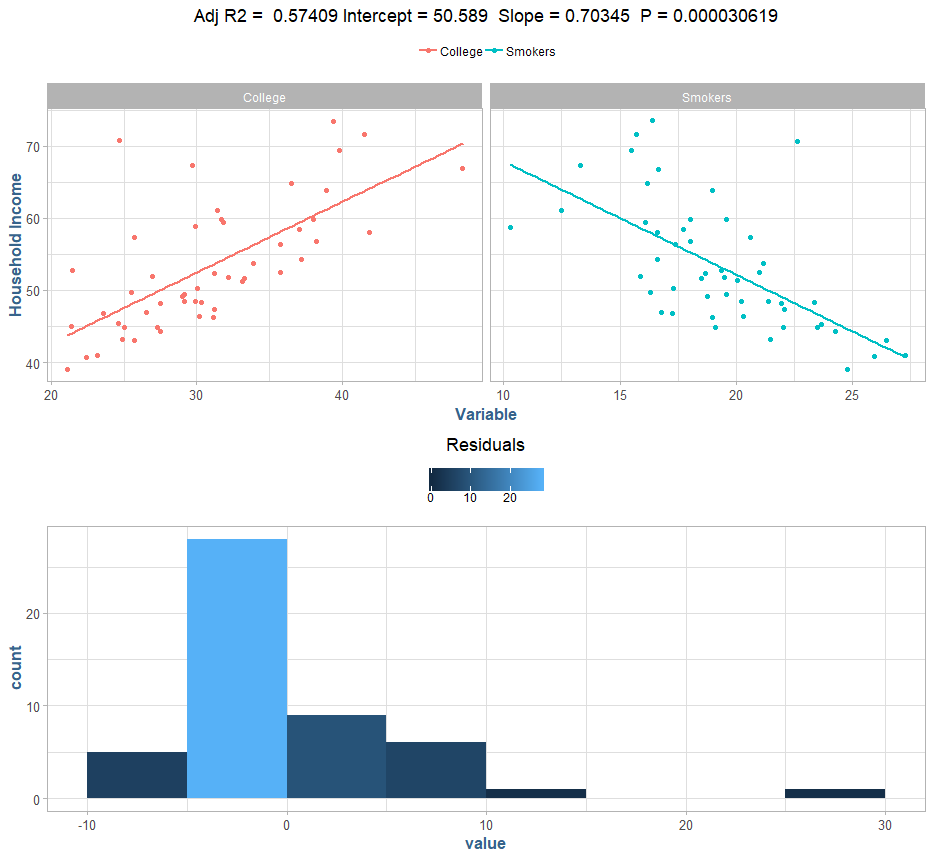 Adj R2 =  0.57409 Intercept = 50.589  Slope = 0.70345  P = 0.000030619
College Smokers
College Smokers
70
60
50
40
Household Income
20 30 40 10 15 20 25
Variable
Residuals
0 10 20
20
10
0
count
-10 0 10 20 30
value